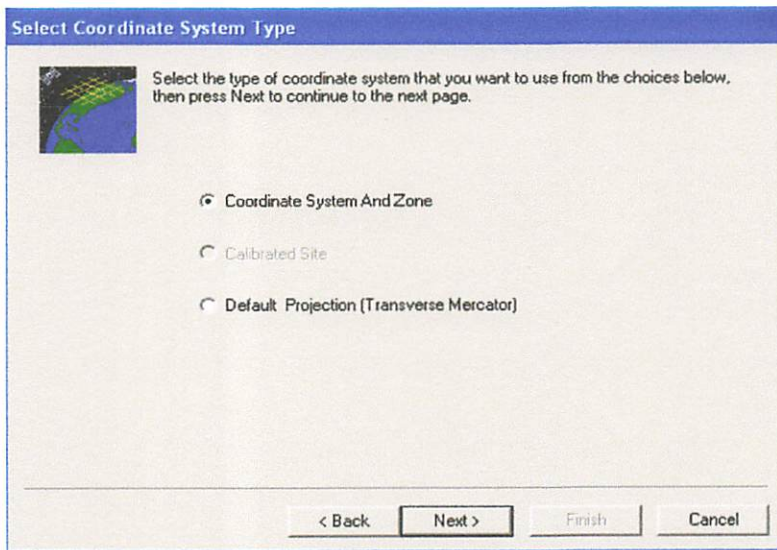 Select Coordinate System Type
Select the type of coordinate system that you want to use from the choices below,
then press Next to continue to the next page.
Coordinate System And Zone
Calibrated Site
Default Projection (Transverse Mercator)
< Back
Next >
Finish
Cancel